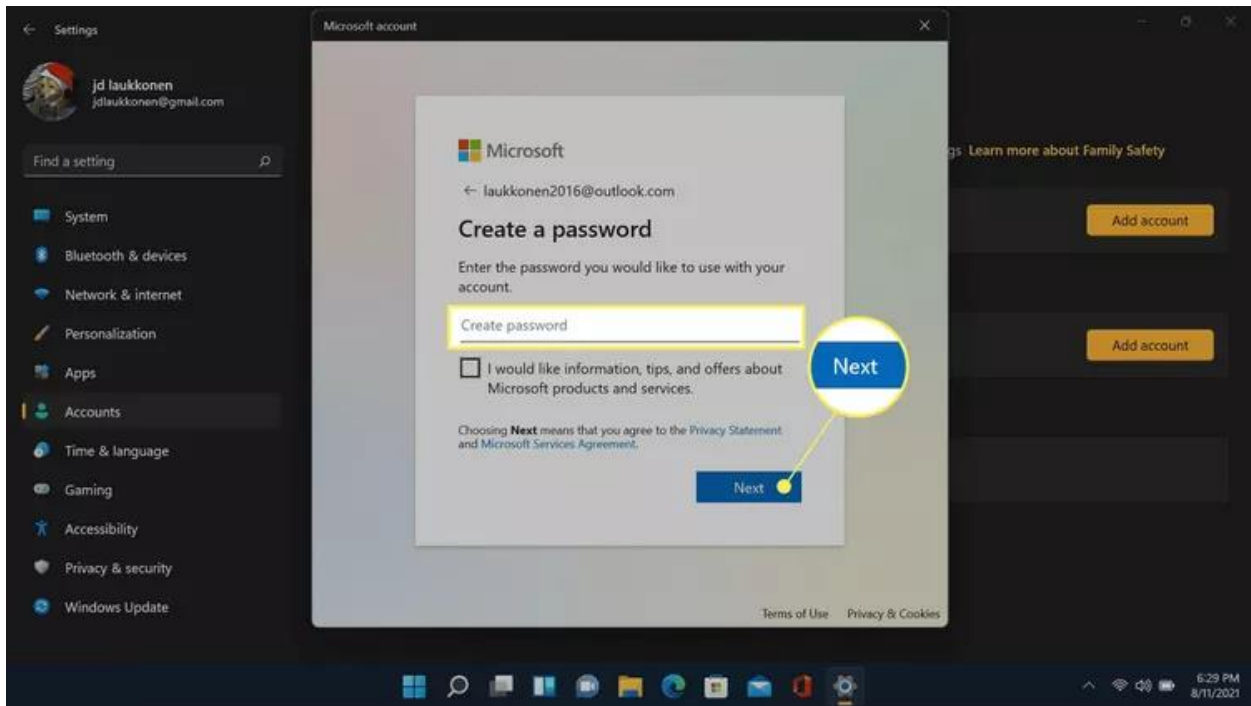 Settings
jd laukkonen
jdlaukkonen@gmail.com
Find a setting
System
Bluetooth & devices
Network & internet
Personalization
Apps
Accounts
Time & language
Gaming
Accessibility
Privacy & security
Windows Update
Microsoft account
Microsoft
laukkonen2016@outlook.com
Create a password
Enter the password you would like to use with your
account.
Create password
I would like information, tips, and offers about
Microsoft products and services.
Next
Choosing Next means that you agree to the Privacy Statement
and Microsoft Services Agreement.
Next
Terms of Use Privacy & Cookies
gs Learn more about Family Safety
Add account
Add account
6:29 PM
8/11/2021